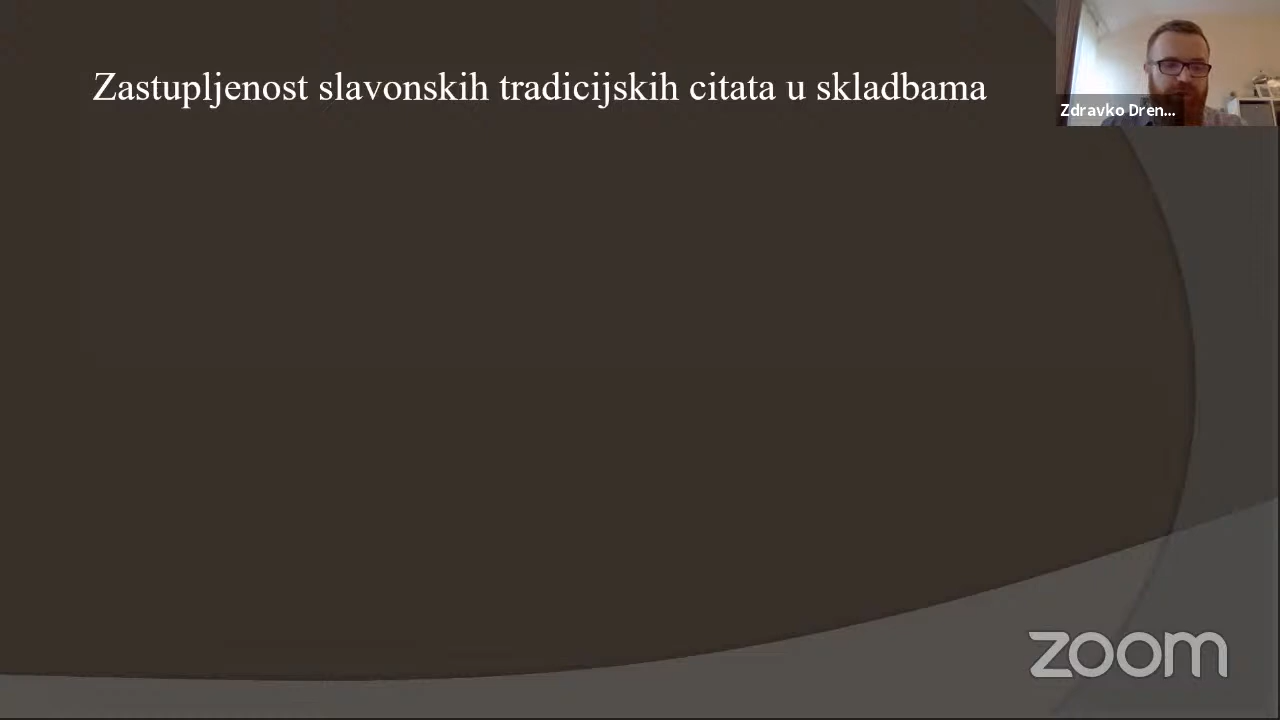 Zastupljenost slavonskih tradicijskih citata u skladbama
Zdravko Dren...
zoom